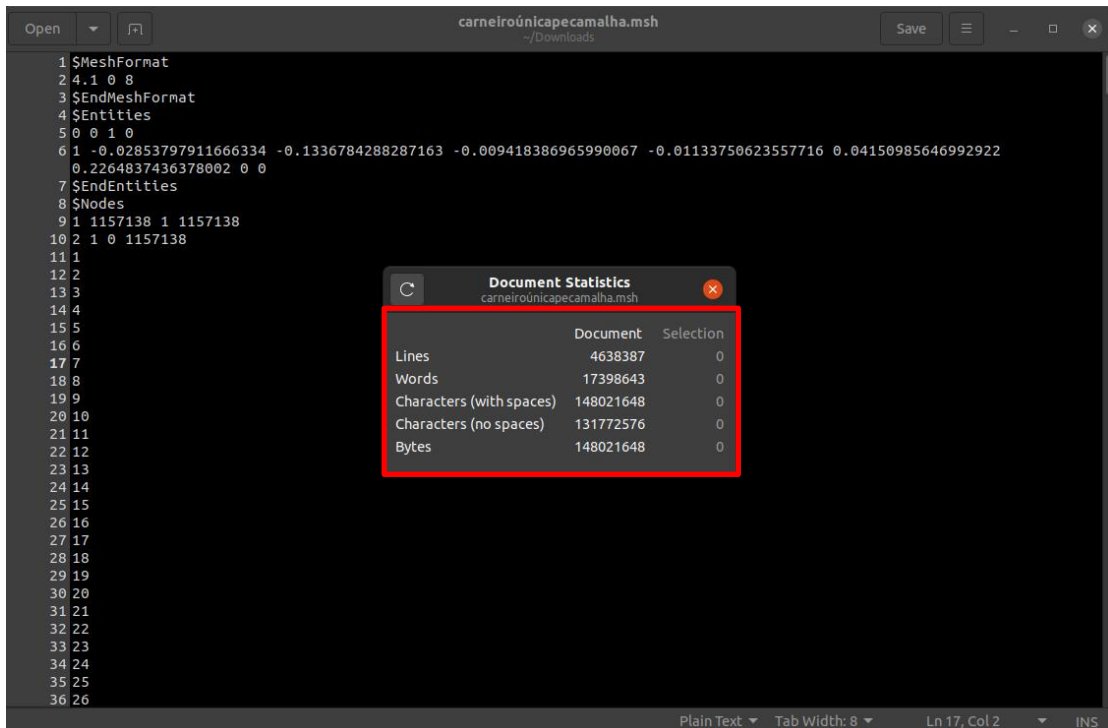 Open
carneiroúnicapecamalha.msh
~/Downloads
Save
1 $MeshFormat
2 4.1 0 8
3 $EndMeshFormat
4 $Entities
5 0 0 1 0
6 1 -0.02853797911666334 -0.1336784288287163 -0.009418386965990067 -0.01133750623557716 0.04150985646992922
0.2264837436378002 0 0
7 $EndEntities
8 $Nodes
9 1 1157138 1 1157138
10 2 1 0 1157138
11 1
12 2
13 3
14 4
15 5
16 6
17 7
18 8
19 9
20 10
21 11
22 12
23 13
24 14
25 15
26 16
27 17
28 18
29 19
30 20
31 21
32 22
33 23
34 24
35 25
36 26
Document Statistics
carneiroúnicapecamalha.msh
Document Selection
Lines 4638387 0
Words 17398643 0
Characters (with spaces) 148021648 0
Characters (no spaces) 131772576 0
Bytes 148021648 0
Plain Text Tab Width: 8 Ln 17, Col 2 INS